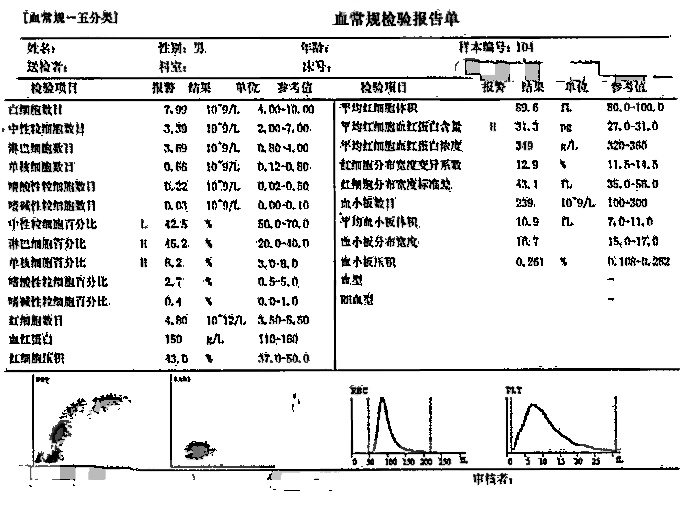 [血常规-五分类]
血常规检验报告单
姓名: 性别: 男 年龄: 样本编号: 104
送检者: 科室: 床号:
检验项目 报警 结果 单位 参考值
白细胞数目 7.99 10^9/L 4.00-10.00
中性粒细胞数目 3.39 10^9/L 2.00-7.00
淋巴细胞数目 3.69 10^9/L 0.80-4.00
单核细胞数目 0.66 10^9/L 0.12-0.80
嗜酸性粒细胞数目 0.22 10^9/L 0.02-0.50
嗜碱性粒细胞数目 0.03 10^9/L 0.00-0.10
中性粒细胞百分比 L 42.5 % 50.0-70.0
淋巴细胞百分比 H 46.2 % 20.0-40.0
单核细胞百分比 H 8.2 % 3.0-8.0
嗜酸性粒细胞百分比 2.7 % 0.5-5.0
嗜碱性粒细胞百分比 0.4 % 0.0-1.0
红细胞数目 4.80 10^12/L 3.50-5.50
血红蛋白 150 g/L 110-160
红细胞压积 43.0 % 37.0-50.0
检验项目 报警 结果 单位 参考值
平均红细胞体积 89.6 fL 80.0-100.0
平均红细胞血红蛋白含量 H 31.3 pg 27.0-31.0
平均红细胞血红蛋白浓度 349 g/L 320-360
红细胞分布宽度变异系数 12.9 % 11.5-14.5
红细胞分布宽度标准差 43.1 fL 35.0-56.0
血小板数目 239 10^9/L 100-300
平均血小板体积 10.9 fL 7.0-11.0
血小板分布宽度 16.7 15.0-17.0
血小板压积 0.261 % 0.108-0.282
血型 -
RH血型 -
RBC
0 50 100 150 200 250 fL
PLT
0 5 10 15 20 25 fL
审核者: